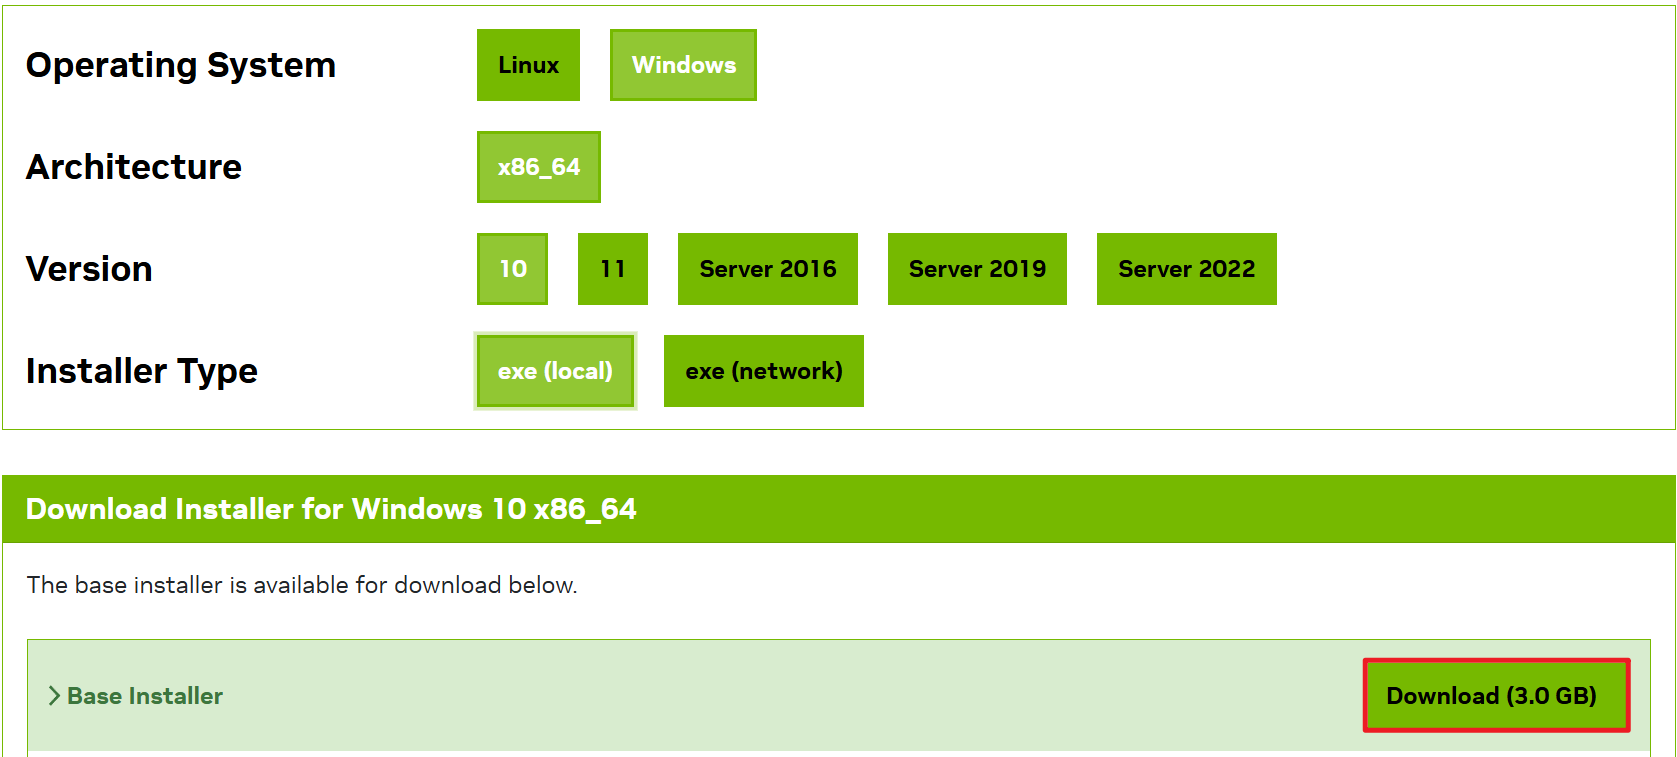 Operating System Linux Windows
Architecture x86_64
Version 10 11 Server 2016 Server 2019 Server 2022
Installer Type exe (local) exe (network)
Download Installer for Windows 10 x86_64
The base installer is available for download below.
Base Installer Download (3.0 GB)